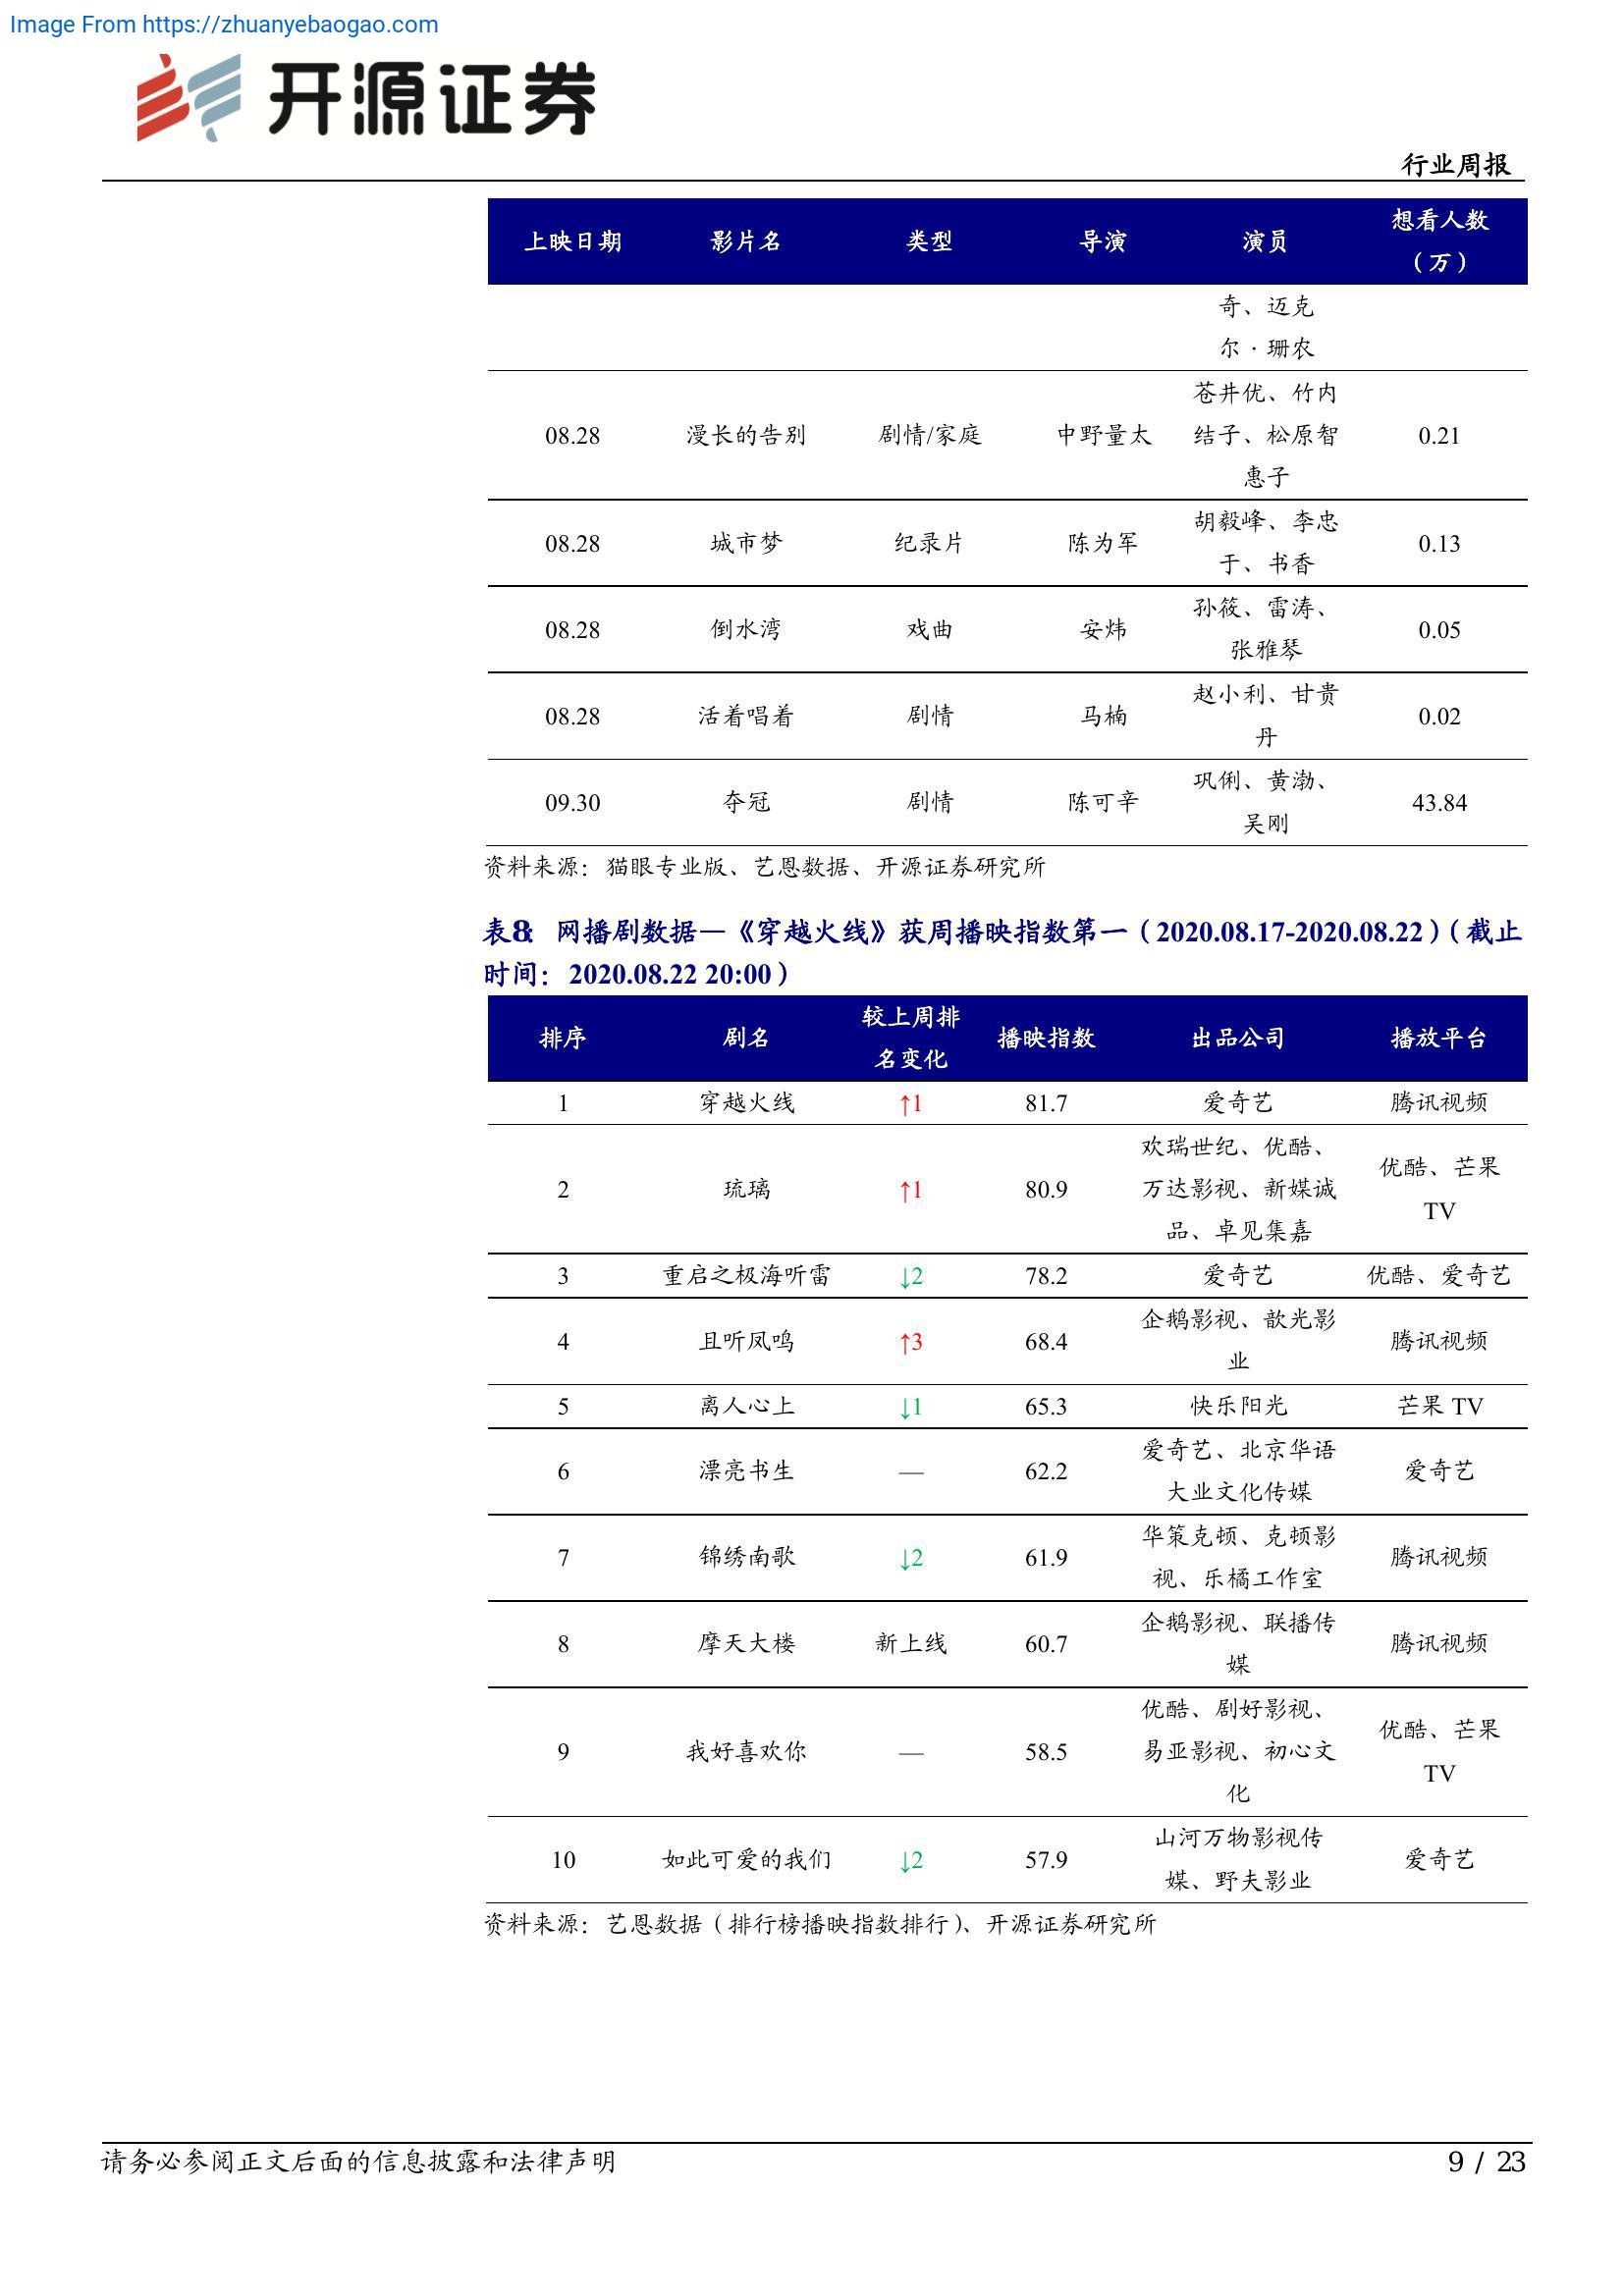 Image From https://zhuanyebaogao.com
开源证券
行业周报
上映日期 影片名 类型 导演 演员 想看人数
（万）
奇、迈克
尔·珊农
08.28 漫长的告别 剧情/家庭 中野量太 苍井优、竹内
结子、松原智
惠子 0.21
08.28 城市梦 纪录片 陈为军 胡毅峰、李忠
于、书香 0.13
08.28 倒水湾 戏曲 安炜 孙筱、雷涛、
张雅琴 0.05
08.28 活着唱着 剧情 马楠 赵小利、甘贵
丹 0.02
09.30 夺冠 剧情 陈可辛 巩俐、黄渤、
吴刚 43.84
资料来源：猫眼专业版、艺恩数据、开源证券研究所
表8： 网播剧数据—《穿越火线》获周播映指数第一（2020.08.17-2020.08.22）（截止
时间：2020.08.22 20:00）
排序 剧名 较上周排
名变化 播映指数 出品公司 播放平台
1 穿越火线 ↑1 81.7 爱奇艺 腾讯视频
2 琉璃 ↑1 80.9 欢瑞世纪、优酷、
万达影视、新媒诚
品、卓见集嘉 优酷、芒果
TV
3 重启之极海听雷 ↓2 78.2 爱奇艺 优酷、爱奇艺
4 且听凤鸣 ↑3 68.4 企鹅影视、歆光影
业 腾讯视频
5 离人心上 ↓1 65.3 快乐阳光 芒果 TV
6 漂亮书生 — 62.2 爱奇艺、北京华语
大业文化传媒 爱奇艺
7 锦绣南歌 ↓2 61.9 华策克顿、克顿影
视、乐橘工作室 腾讯视频
8 摩天大楼 新上线 60.7 企鹅影视、联播传
媒 腾讯视频
9 我好喜欢你 — 58.5 优酷、剧好影视、
易亚影视、初心文
化 优酷、芒果
TV
10 如此可爱的我们 ↓2 57.9 山河万物影视传
媒、野夫影业 爱奇艺
资料来源：艺恩数据（排行榜播映指数排行）、开源证券研究所
请务必参阅正文后面的信息披露和法律声明
9 / 23